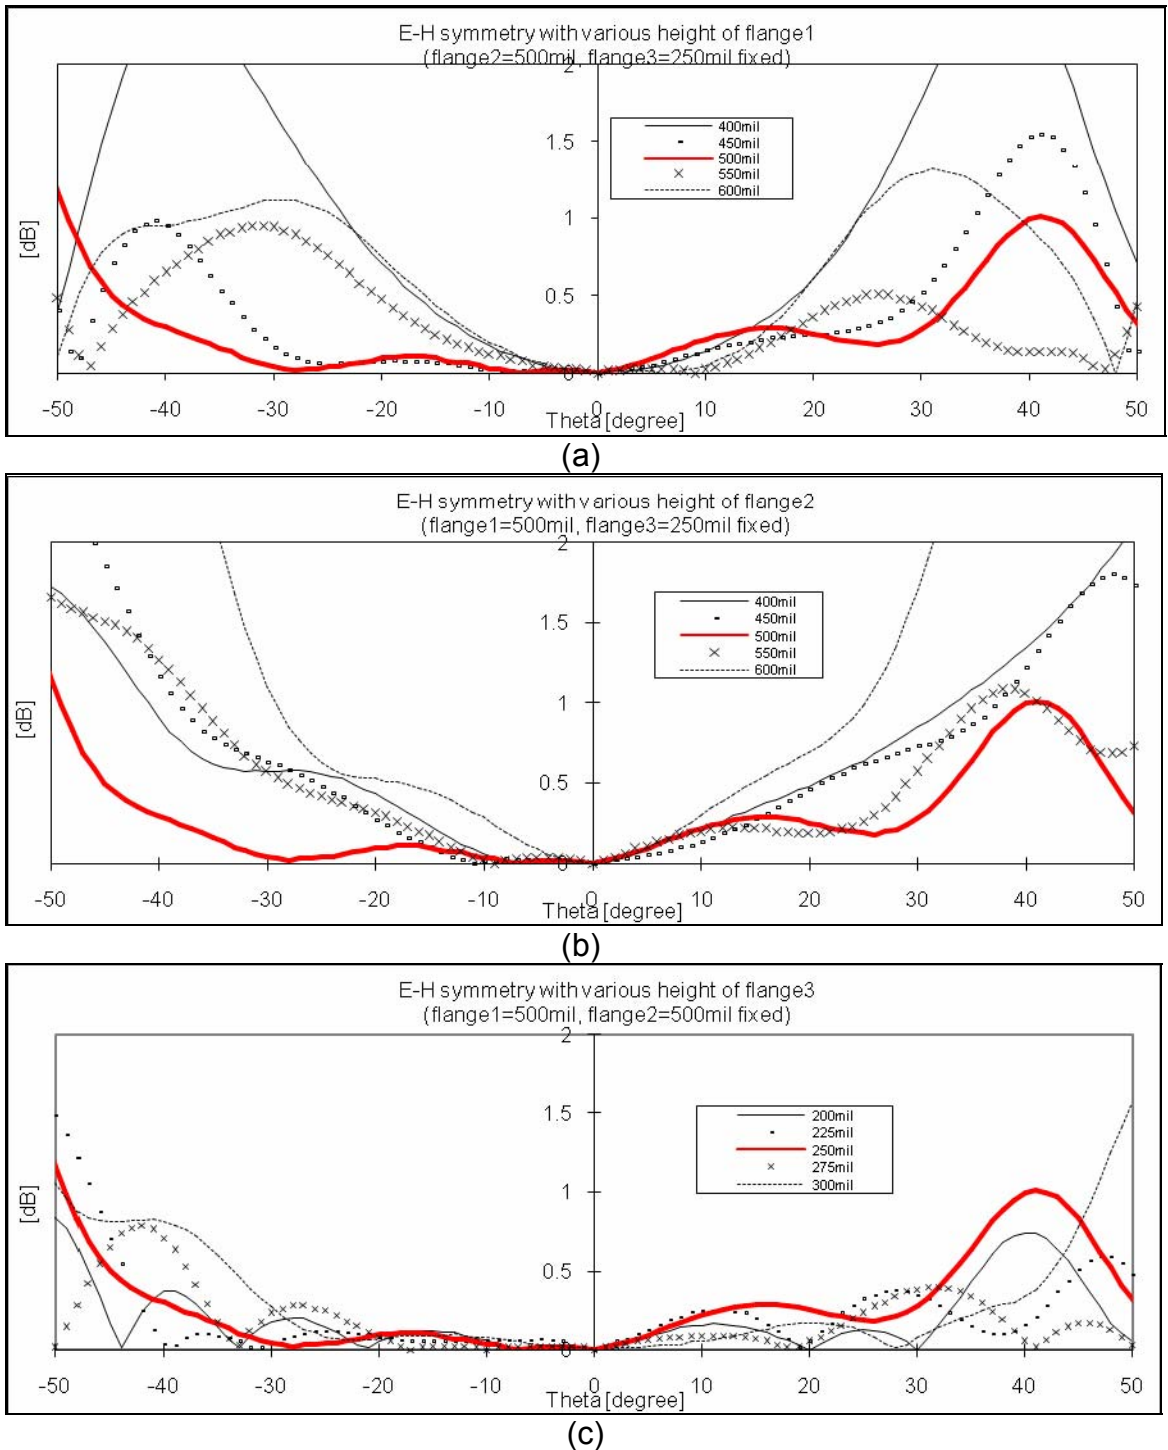 E-H symmetry with various height of flange1
(flange2=500mil, flange3=250mil fixed)
2
1.5
1
0.5
0
[dB]
400mil
450mil
500mil
550mil
600mil
-50 -40 -30 -20 -10 0 10 20 30 40 50
Theta [degree]
(a)
E-H symmetry with various height of flange2
(flange1=500mil, flange3=250mil fixed)
2
1.5
1
0.5
0
[dB]
400mil
450mil
500mil
550mil
600mil
-50 -40 -30 -20 -10 0 10 20 30 40 50
Theta [degree]
(b)
E-H symmetry with various height of flange3
(flange1=500mil, flange2=500mil fixed)
2
1.5
1
0.5
0
[dB]
200mil
225mil
250mil
275mil
300mil
-50 -40 -30 -20 -10 0 10 20 30 40 50
Theta [degree]
(c)